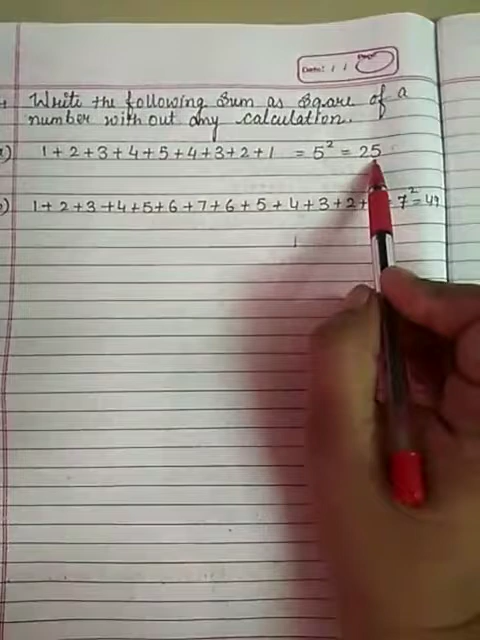 Write the following Sum as Square of a
number with out any calculation.
a) 1+2+3+4+5+4+3+2+1 = 5² = 25
b) 1+2+3+4+5+6+7+6+5+4+3+2+ 7² = 49
Date: / /
Page